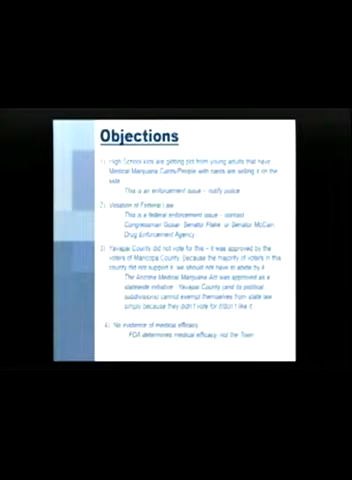 Objections
1) High School kids are getting pot from young adults that have
Medical Marijuana Cards/People with cards are selling it on the
side
This is an enforcement issue - notify police
2) Violation of Federal Law
This is a federal enforcement issue - contact
Congressman Gosar, Senator Flake, or Senator McCain,
Drug Enforcement Agency
3) Yavapai County did not vote for this - it was approved by the
voters of Maricopa County. Because the majority of voters in this
county did not support it, we should not have to abide by it
The Arizona Medical Marijuana Act was approved as a
statewide initiative. Yavapai County (and its political
subdivisions) cannot exempt themselves from state law
simply because they didn't vote for it/don't like it
4) No evidence of medical efficacy
FDA determines medical efficacy, not the Town